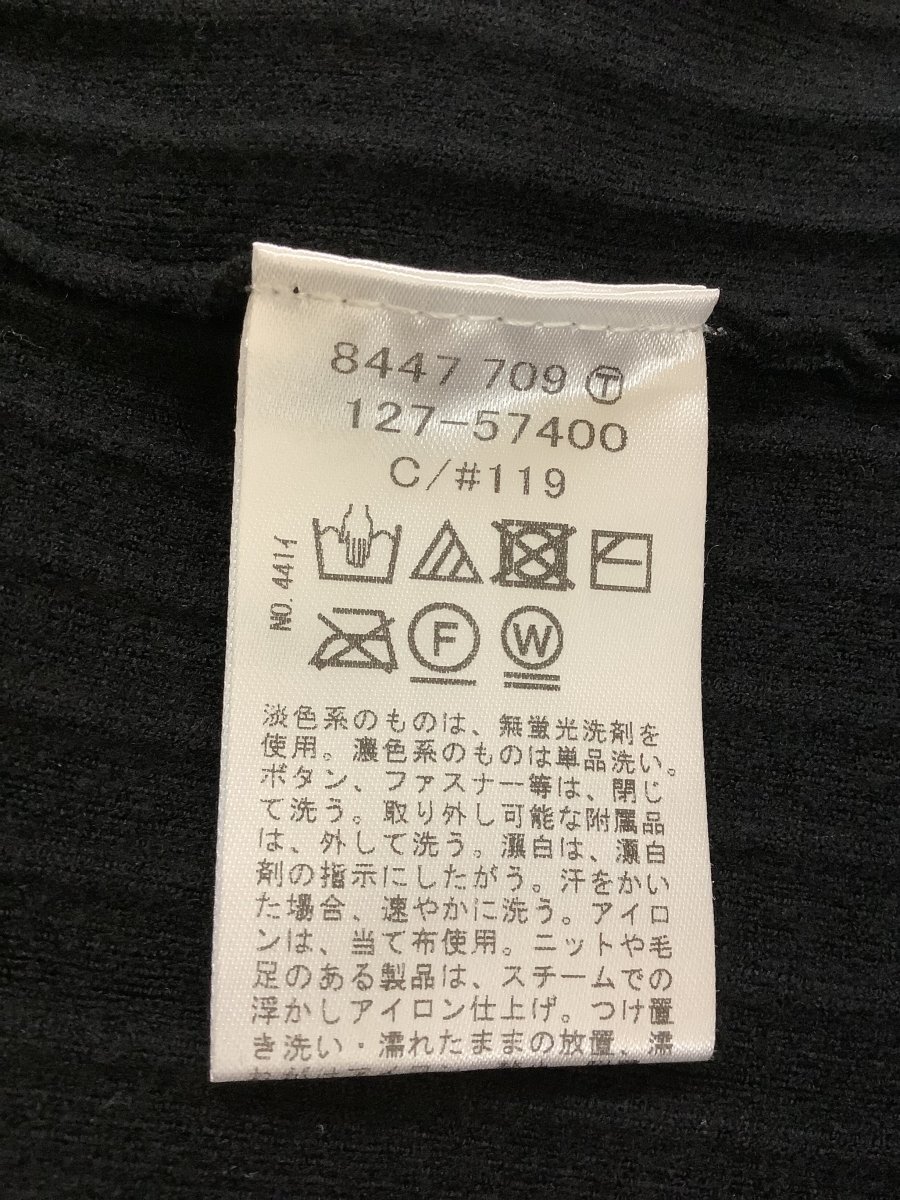 8447 709 Ⓣ
127-57400
C/#119
NO. 441イ
F
W
淡色系のものは、無蛍光洗剤を
使用。濃色系のものは単品洗い。
ボタン、ファスナー等は、閉じ
て洗う。取り外し可能な附属品
は、外して洗う。漂白は、漂白
剤の指示にしたがう。汗をかい
た場合、速やかに洗う。アイロ
ンは、当て布使用。ニットや毛
足のある製品は、スチームでの
浮かしアイロン仕上げ。つけ置
き洗い・濡れたままの放置、濡